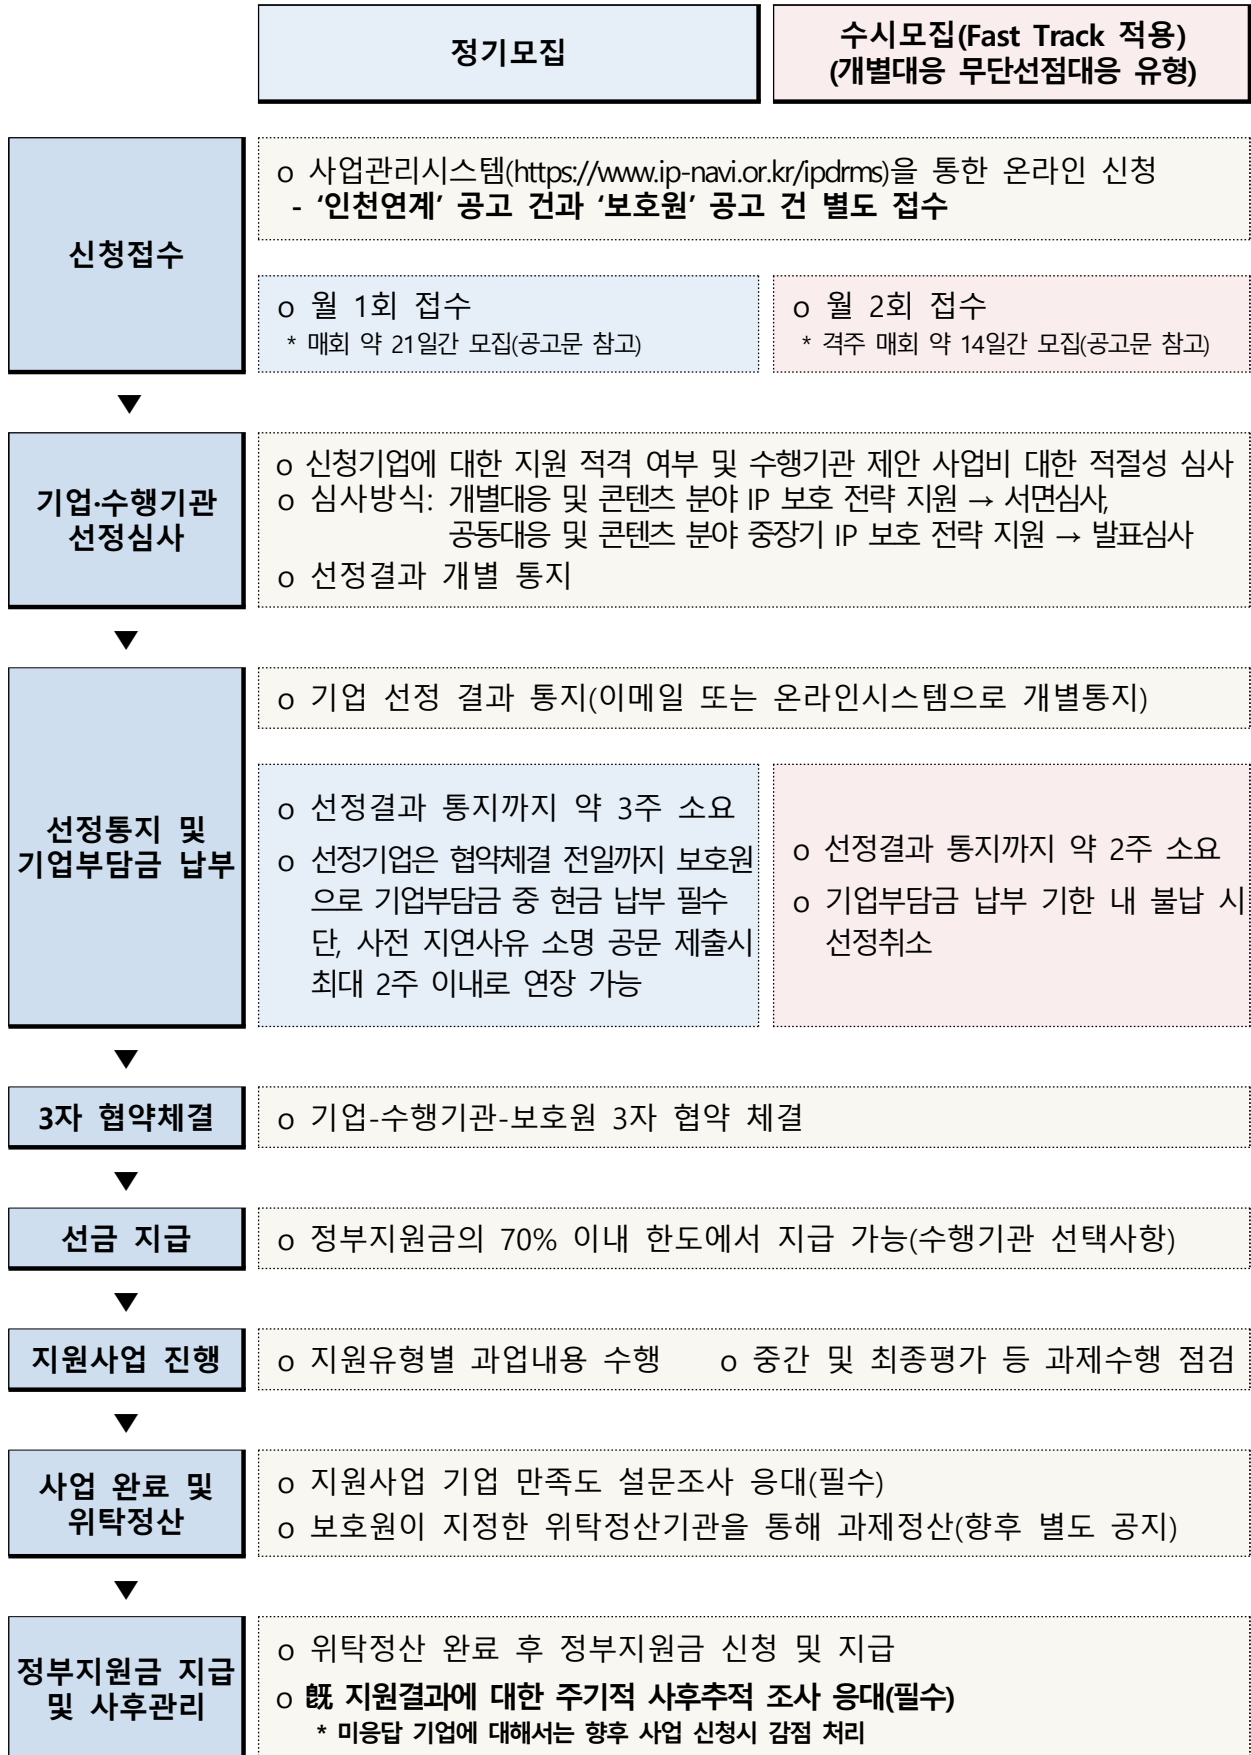 정기모집
수시모집(Fast Track 적용)
(개별대응 무단선점대응 유형)
신청접수
o 사업관리시스템(https://www.ip-navi.or.kr/ipdrms)을 통한 온라인 신청
- ‘인천연계’ 공고 건과 ‘보호원’ 공고 건 별도 접수
o 월 1회 접수
* 매회 약 21일간 모집(공고문 참고)
o 월 2회 접수
* 격주 매회 약 14일간 모집(공고문 참고)
▼
기업·수행기관
선정심사
o 신청기업에 대한 지원 적격 여부 및 수행기관 제안 사업비 대한 적절성 심사
o 심사방식: 개별대응 및 콘텐츠 분야 IP 보호 전략 지원 → 서면심사,
공동대응 및 콘텐츠 분야 중장기 IP 보호 전략 지원 → 발표심사
o 선정결과 개별 통지
▼
선정통지 및
기업부담금 납부
o 기업 선정 결과 통지(이메일 또는 온라인시스템으로 개별통지)
o 선정결과 통지까지 약 3주 소요
o 선정기업은 협약체결 전일까지 보호원
으로 기업부담금 중 현금 납부 필수
단, 사전 지연사유 소명 공문 제출시
최대 2주 이내로 연장 가능
o 선정결과 통지까지 약 2주 소요
o 기업부담금 납부 기한 내 불납 시
선정취소
▼
3자 협약체결
o 기업-수행기관-보호원 3자 협약 체결
▼
선금 지급
o 정부지원금의 70% 이내 한도에서 지급 가능(수행기관 선택사항)
▼
지원사업 진행
o 지원유형별 과업내용 수행 o 중간 및 최종평가 등 과제수행 점검
▼
사업 완료 및
위탁정산
o 지원사업 기업 만족도 설문조사 응대(필수)
o 보호원이 지정한 위탁정산기관을 통해 과제정산(향후 별도 공지)
▼
정부지원금 지급
및 사후관리
o 위탁정산 완료 후 정부지원금 신청 및 지급
o 旣 지원결과에 대한 주기적 사후추적 조사 응대(필수)
* 미응답 기업에 대해서는 향후 사업 신청시 감점 처리